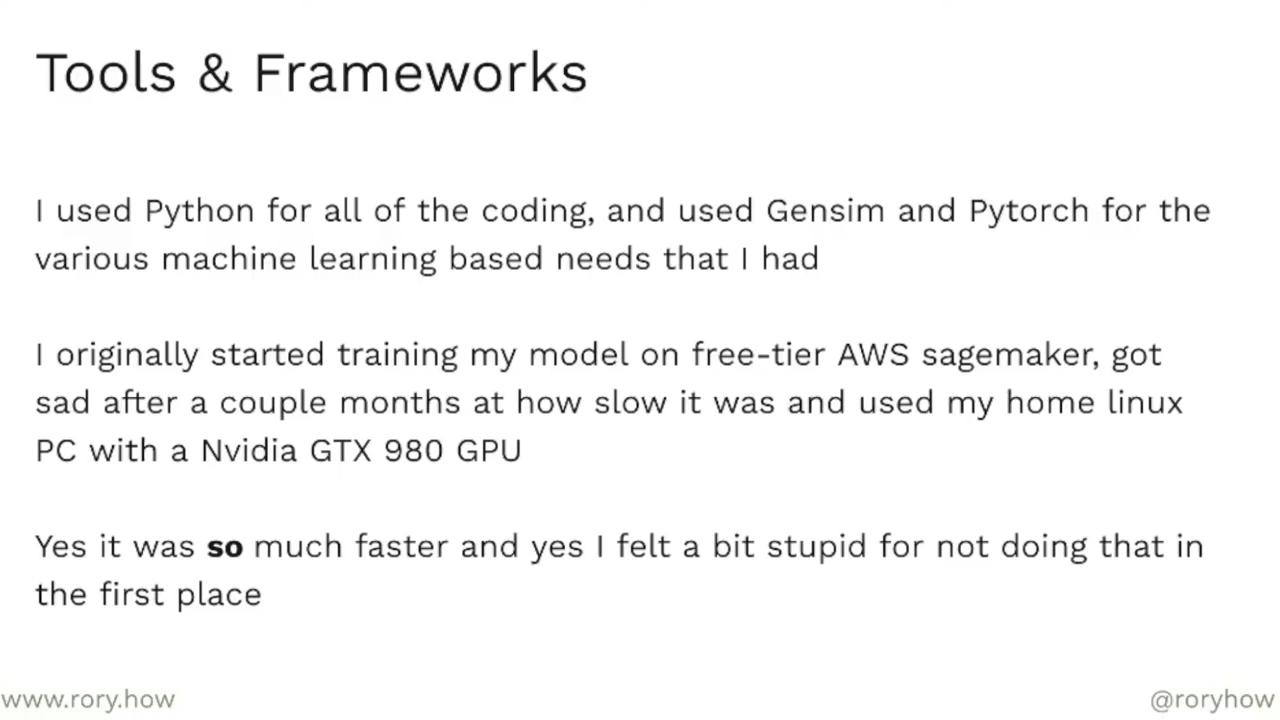 Tools & Frameworks
I used Python for all of the coding, and used Gensim and Pytorch for the
various machine learning based needs that I had
I originally started training my model on free-tier AWS sagemaker, got
sad after a couple months at how slow it was and used my home linux
PC with a Nvidia GTX 980 GPU
Yes it was so much faster and yes I felt a bit stupid for not doing that in
the first place
www.rory.how
@roryhow